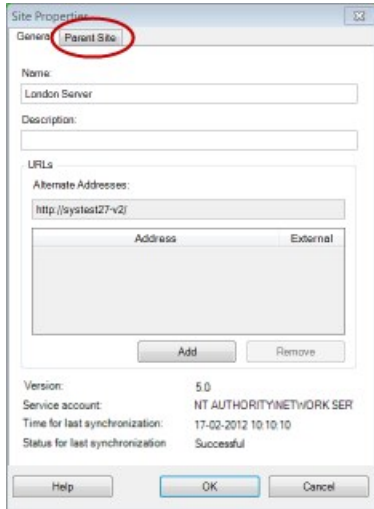 Site Properties
General Parent Site
Name:
London Server
Description:
URLs
Alternate Addresses:
http://systest27-v2/
Address External
Add Remove
Version: 5.0
Service account: NT AUTHORITY\NETWORK SER
Time for last synchronization: 17-02-2012 10:10:10
Status for last synchronization Successful
Help OK Cancel